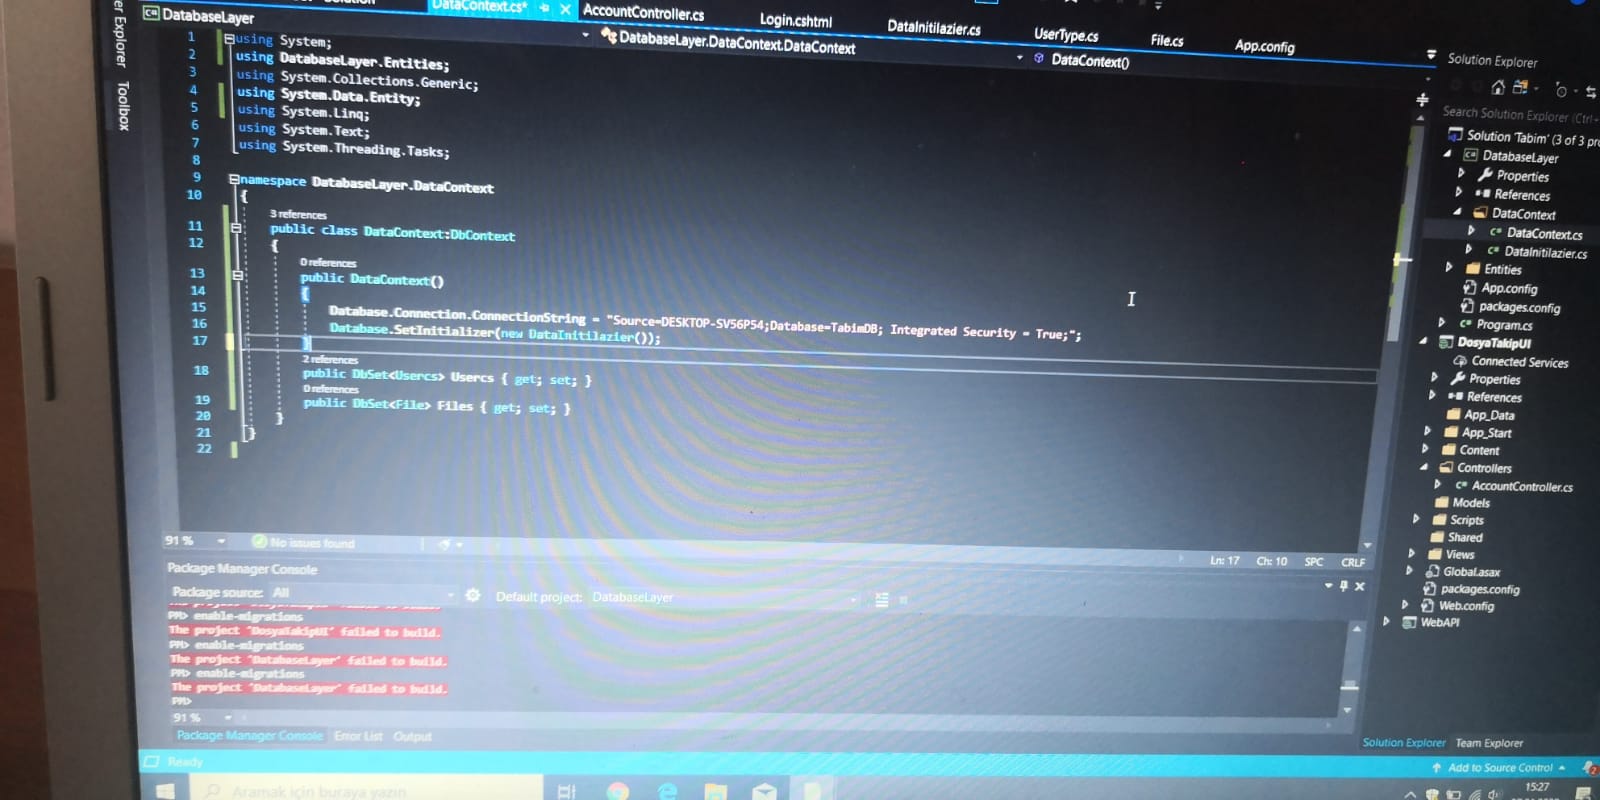 DataContext.cs*
AccountController.cs
Login.cshtml
DataInitilazier.cs
UserType.cs
File.cs
App.config
DatabaseLayer
DatabaseLayer.DataContext.DataContext
DataContext()
Explorer
Toolbox
1 using System;
2 using DatabaseLayer.Entities;
3 using System.Collections.Generic;
4 using System.Data.Entity;
5 using System.Linq;
6 using System.Text;
7 using System.Threading.Tasks;
8
9 namespace DatabaseLayer.DataContext
10 {
3 references
11 public class DataContext:DbContext
12 {
0 references
13 public DataContext()
14 {
15 Database.Connection.ConnectionString = "Source=DESKTOP-SV56P54;Database=TabimDB; Integrated Security = True;";
16 Database.SetInitializer(new DataInitilazier());
17 }
2 references
18 public DbSet<Usercs> Usercs { get; set; }
0 references
19 public DbSet<File> Files { get; set; }
20 }
21 }
22
91 %
No issues found
Ln: 17 Ch: 10 SPC CRLF
Package Manager Console
Package source: All
Default project: DatabaseLayer
PM> enable-migrations
The project 'DosyaTakipUI' failed to build.
PM> enable-migrations
The project 'DatabaseLayer' failed to build.
PM> enable-migrations
The project 'DatabaseLayer' failed to build.
PM>
91 %
Package Manager Console Error List Output
Ready
Aramak için buraya yazın
Solution Explorer
Search Solution Explorer (Ctrl+
Solution 'Tabim' (3 of 3 pro
DatabaseLayer
Properties
References
DataContext
DataContext.cs
DataInitilazier.cs
Entities
App.config
packages.config
Program.cs
DosyaTakipUI
Connected Services
Properties
References
App_Data
App_Start
Content
Controllers
AccountController.cs
Models
Scripts
Shared
Views
Global.asax
packages.config
Web.config
WebAPI
Solution Explorer Team Explorer
Add to Source Control
2
15:27